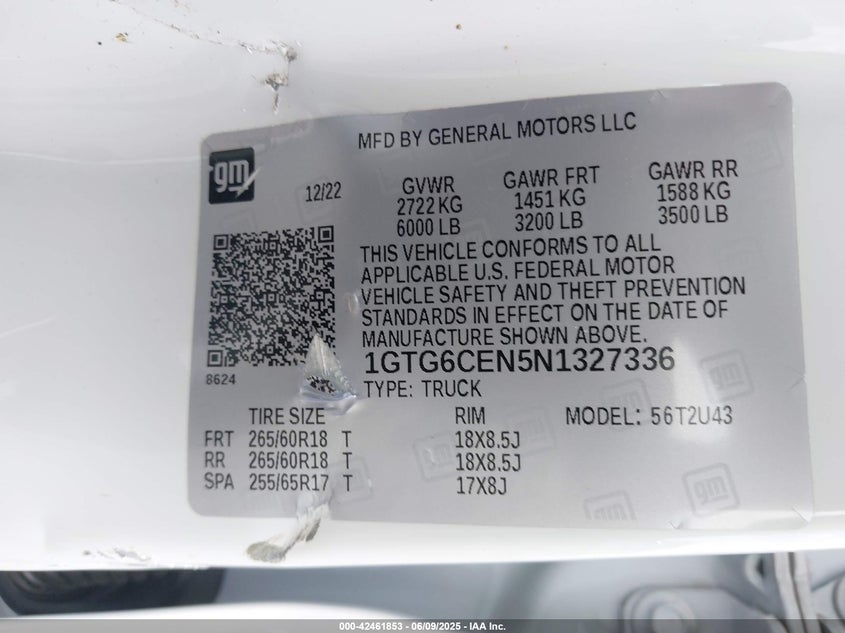 MFD BY GENERAL MOTORS LLC
gm
12/22
GVWR GAWR FRT GAWR RR
2722 KG 1451 KG 1588 KG
6000 LB 3200 LB 3500 LB
THIS VEHICLE CONFORMS TO ALL
APPLICABLE U.S. FEDERAL MOTOR
VEHICLE SAFETY AND THEFT PREVENTION
STANDARDS IN EFFECT ON THE DATE OF
MANUFACTURE SHOWN ABOVE.
1GTG6CEN5N1327336
8624
TYPE: TRUCK
TIRE SIZE RIM MODEL: 56T2U43
FRT 265/60R18 T 18X8.5J
RR 265/60R18 T 18X8.5J
SPA 255/65R17 T 17X8J
000-42461853 - 06/09/2025 - IAA Inc.